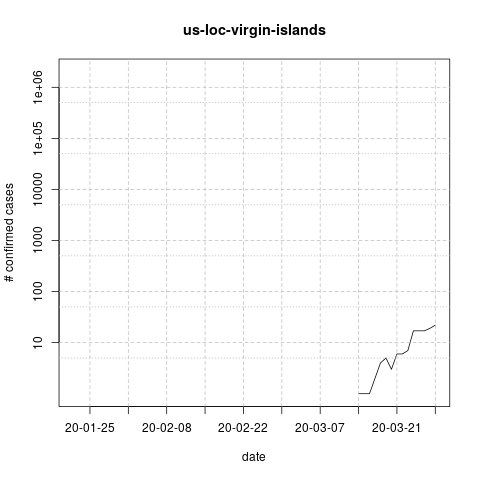 us-loc-virgin-islands
# confirmed cases
1e+06
1e+05
10000
1000
100
10
20-01-25 20-02-08 20-02-22 20-03-07 20-03-21
date